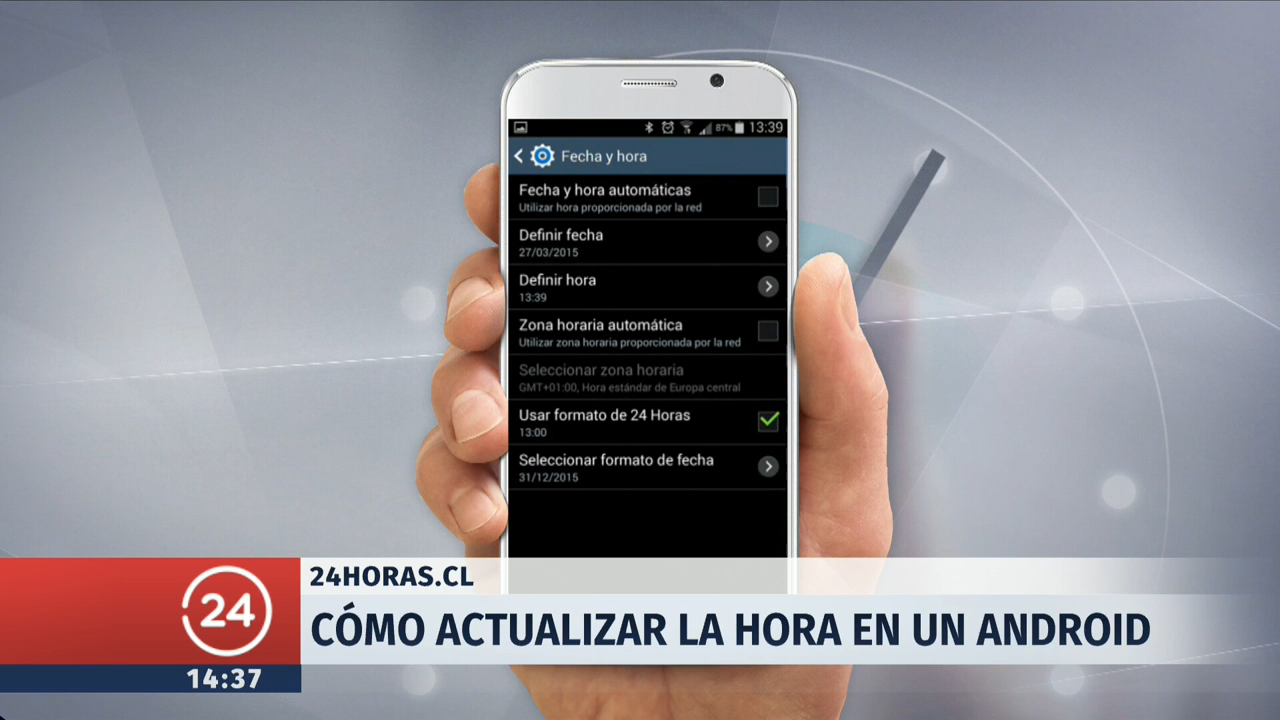 87% 13:39
Fecha y hora
Fecha y hora automáticas
Utilizar hora proporcionada por la red
Definir fecha
27/03/2015
Definir hora
13:39
Zona horaria automática
Utilizar zona horaria proporcionada por la red
Seleccionar zona horaria
GMT+01:00, Hora estándar de Europa central
Usar formato de 24 Horas
13:00
Seleccionar formato de fecha
31/12/2015
24HORAS.CL
24
CÓMO ACTUALIZAR LA HORA EN UN ANDROID
14:37